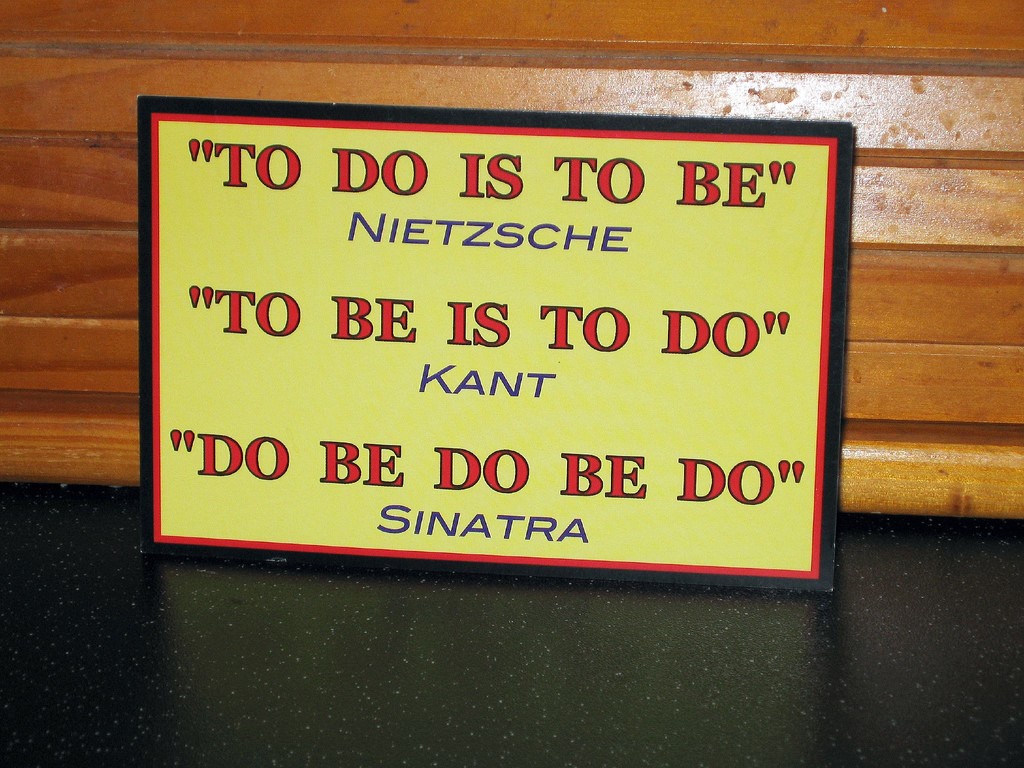 "TO DO IS TO BE"
NIETZSCHE
"TO BE IS TO DO"
KANT
"DO BE DO BE DO"
SINATRA